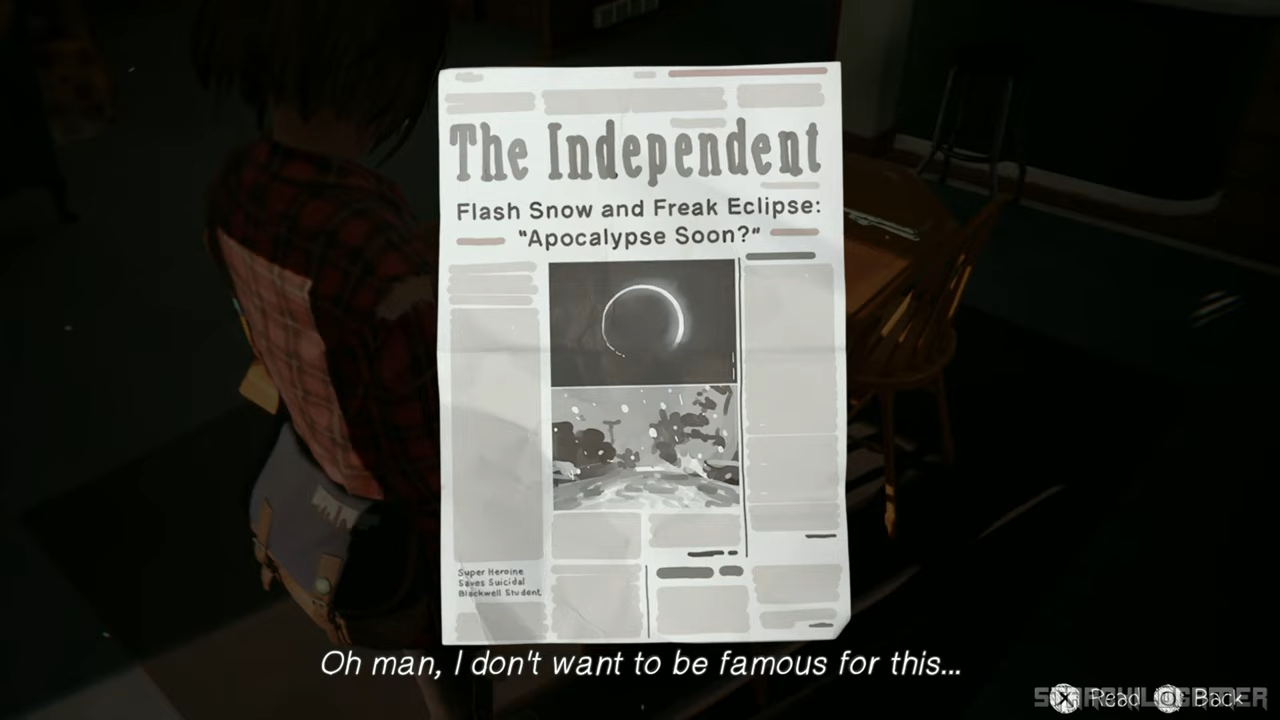 The Independent
Flash Snow and Freak Eclipse:
"Apocalypse Soon?"
Super Heroine
Saves Suicidal
Blackwell Student
Oh man, I don't want to be famous for this...
Read Back